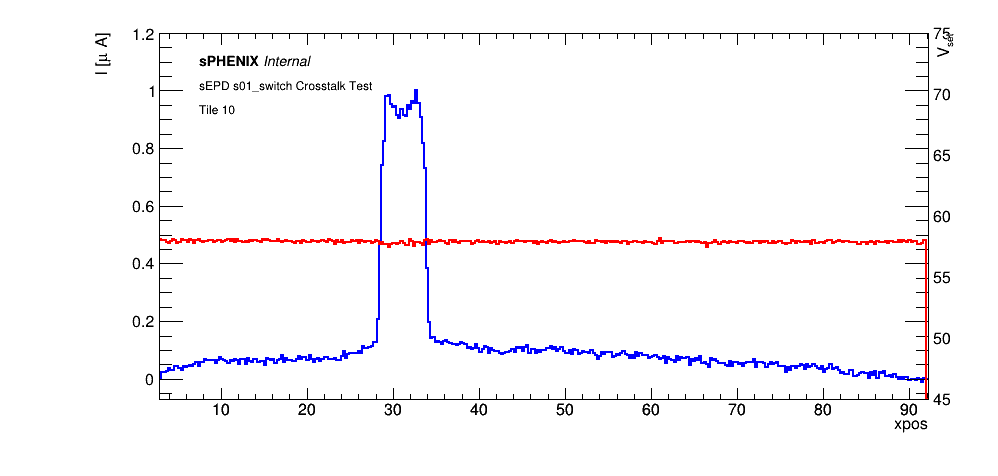 I [μ A]
1.2
1
0.8
0.6
0.4
0.2
0
sPHENIX Internal
sEPD s01_switch Crosstalk Test
Tile 10
75
70
65
60
55
50
45
V_set
10 20 30 40 50 60 70 80 90
xpos